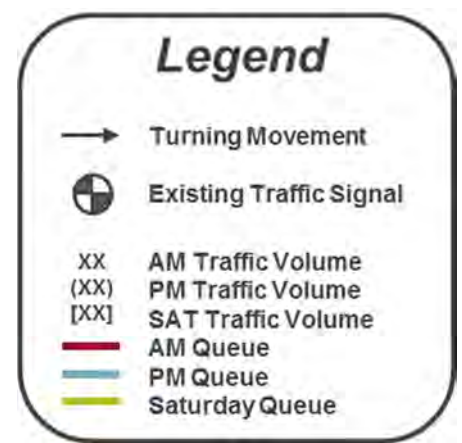 Legend
Turning Movement
Existing Traffic Signal
XX AM Traffic Volume
(XX) PM Traffic Volume
[XX] SAT Traffic Volume
AM Queue
PM Queue
Saturday Queue